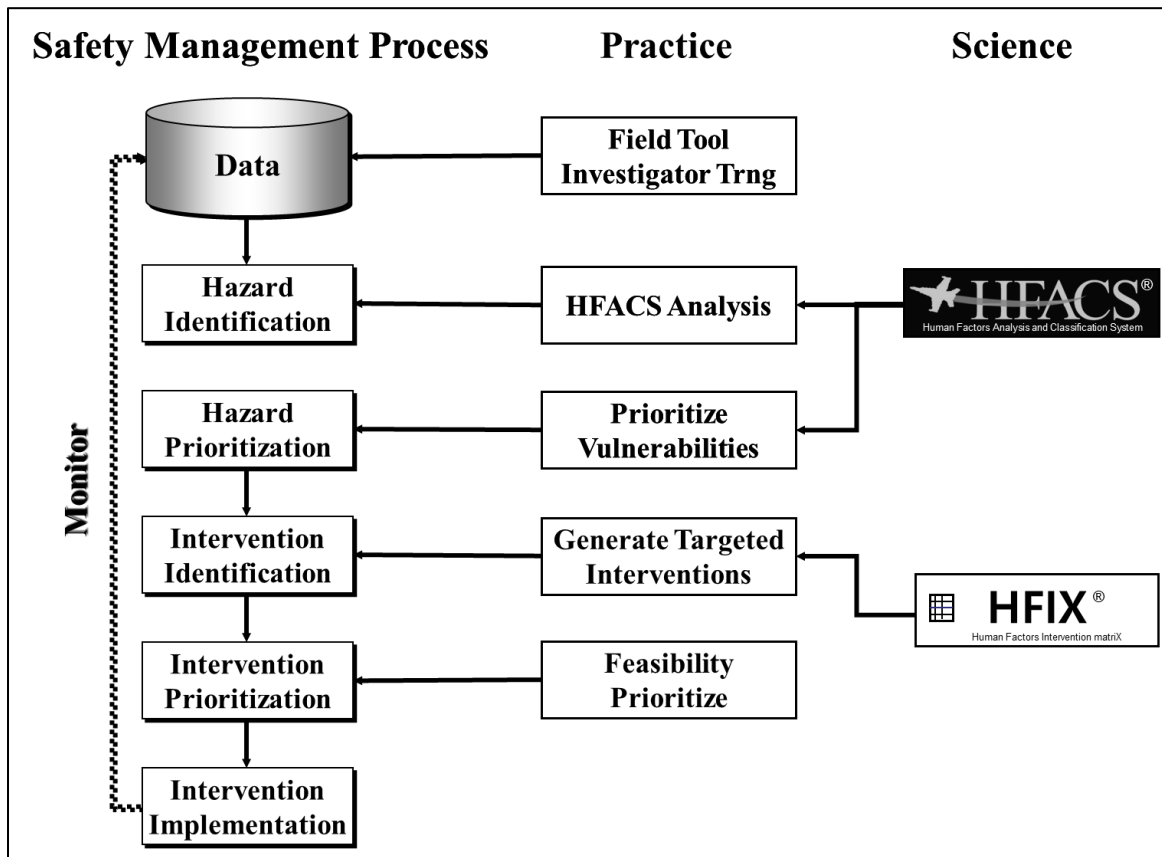 Safety Management Process
Practice
Science
Data
Field Tool
Investigator Trng
Hazard
Identification
HFACS Analysis
HFACS®
Human Factors Analysis and Classification System
Hazard
Prioritization
Prioritize
Vulnerabilities
Monitor
Intervention
Identification
Generate Targeted
Interventions
HFIX ®
Human Factors Intervention matriX
Intervention
Prioritization
Feasibility
Prioritize
Intervention
Implementation